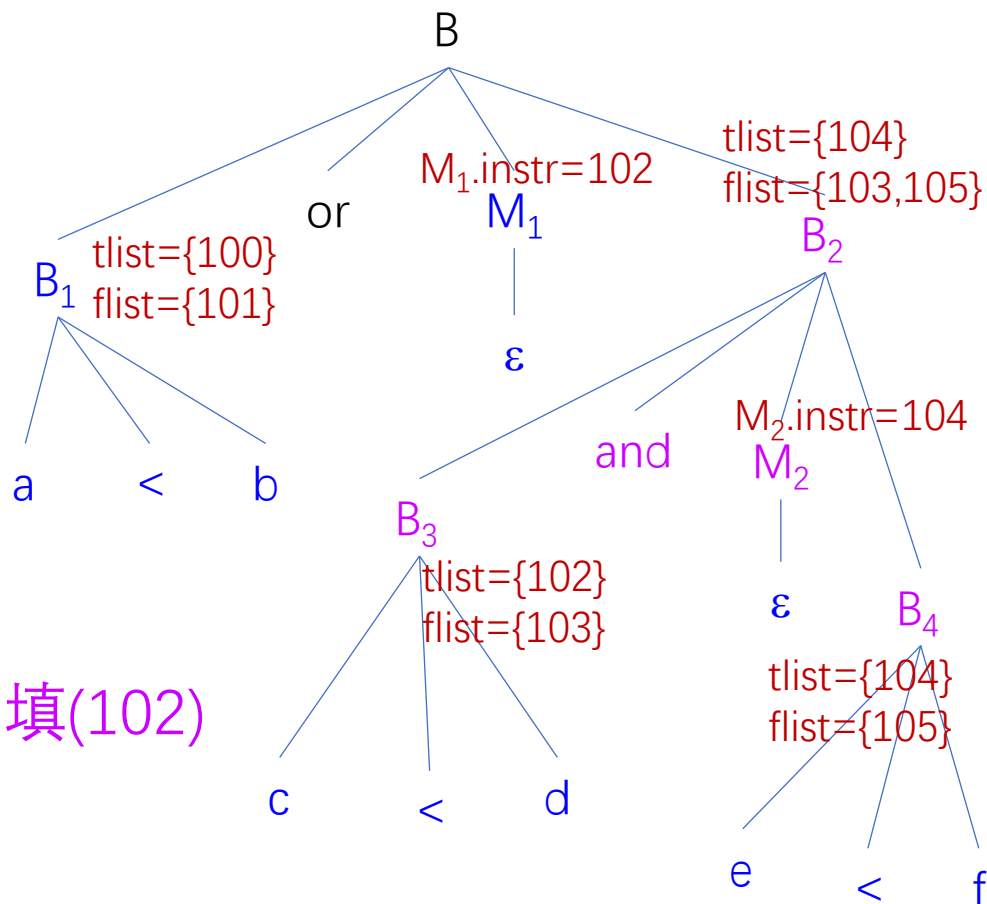 B
or
M₁.instr=102
M₁
ε
tlist={104}
flist={103,105}
B₂
B₁
tlist={100}
flist={101}
a
<
b
and
M₂.instr=104
M₂
ε
B₃
tlist={102}
flist={103}
c
<
d
B₄
tlist={104}
flist={105}
e
<
f
填(102)